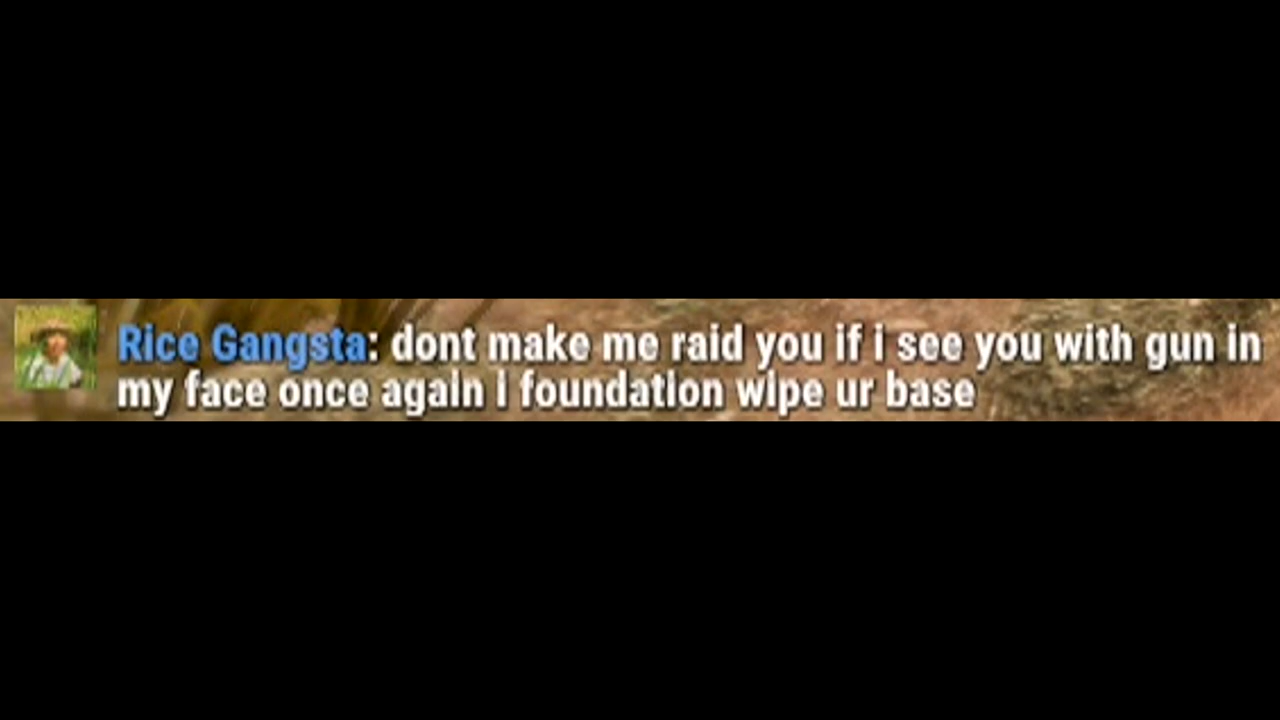 Rice Gangsta: dont make me raid you if i see you with gun in
my face once again i foundation wipe ur base